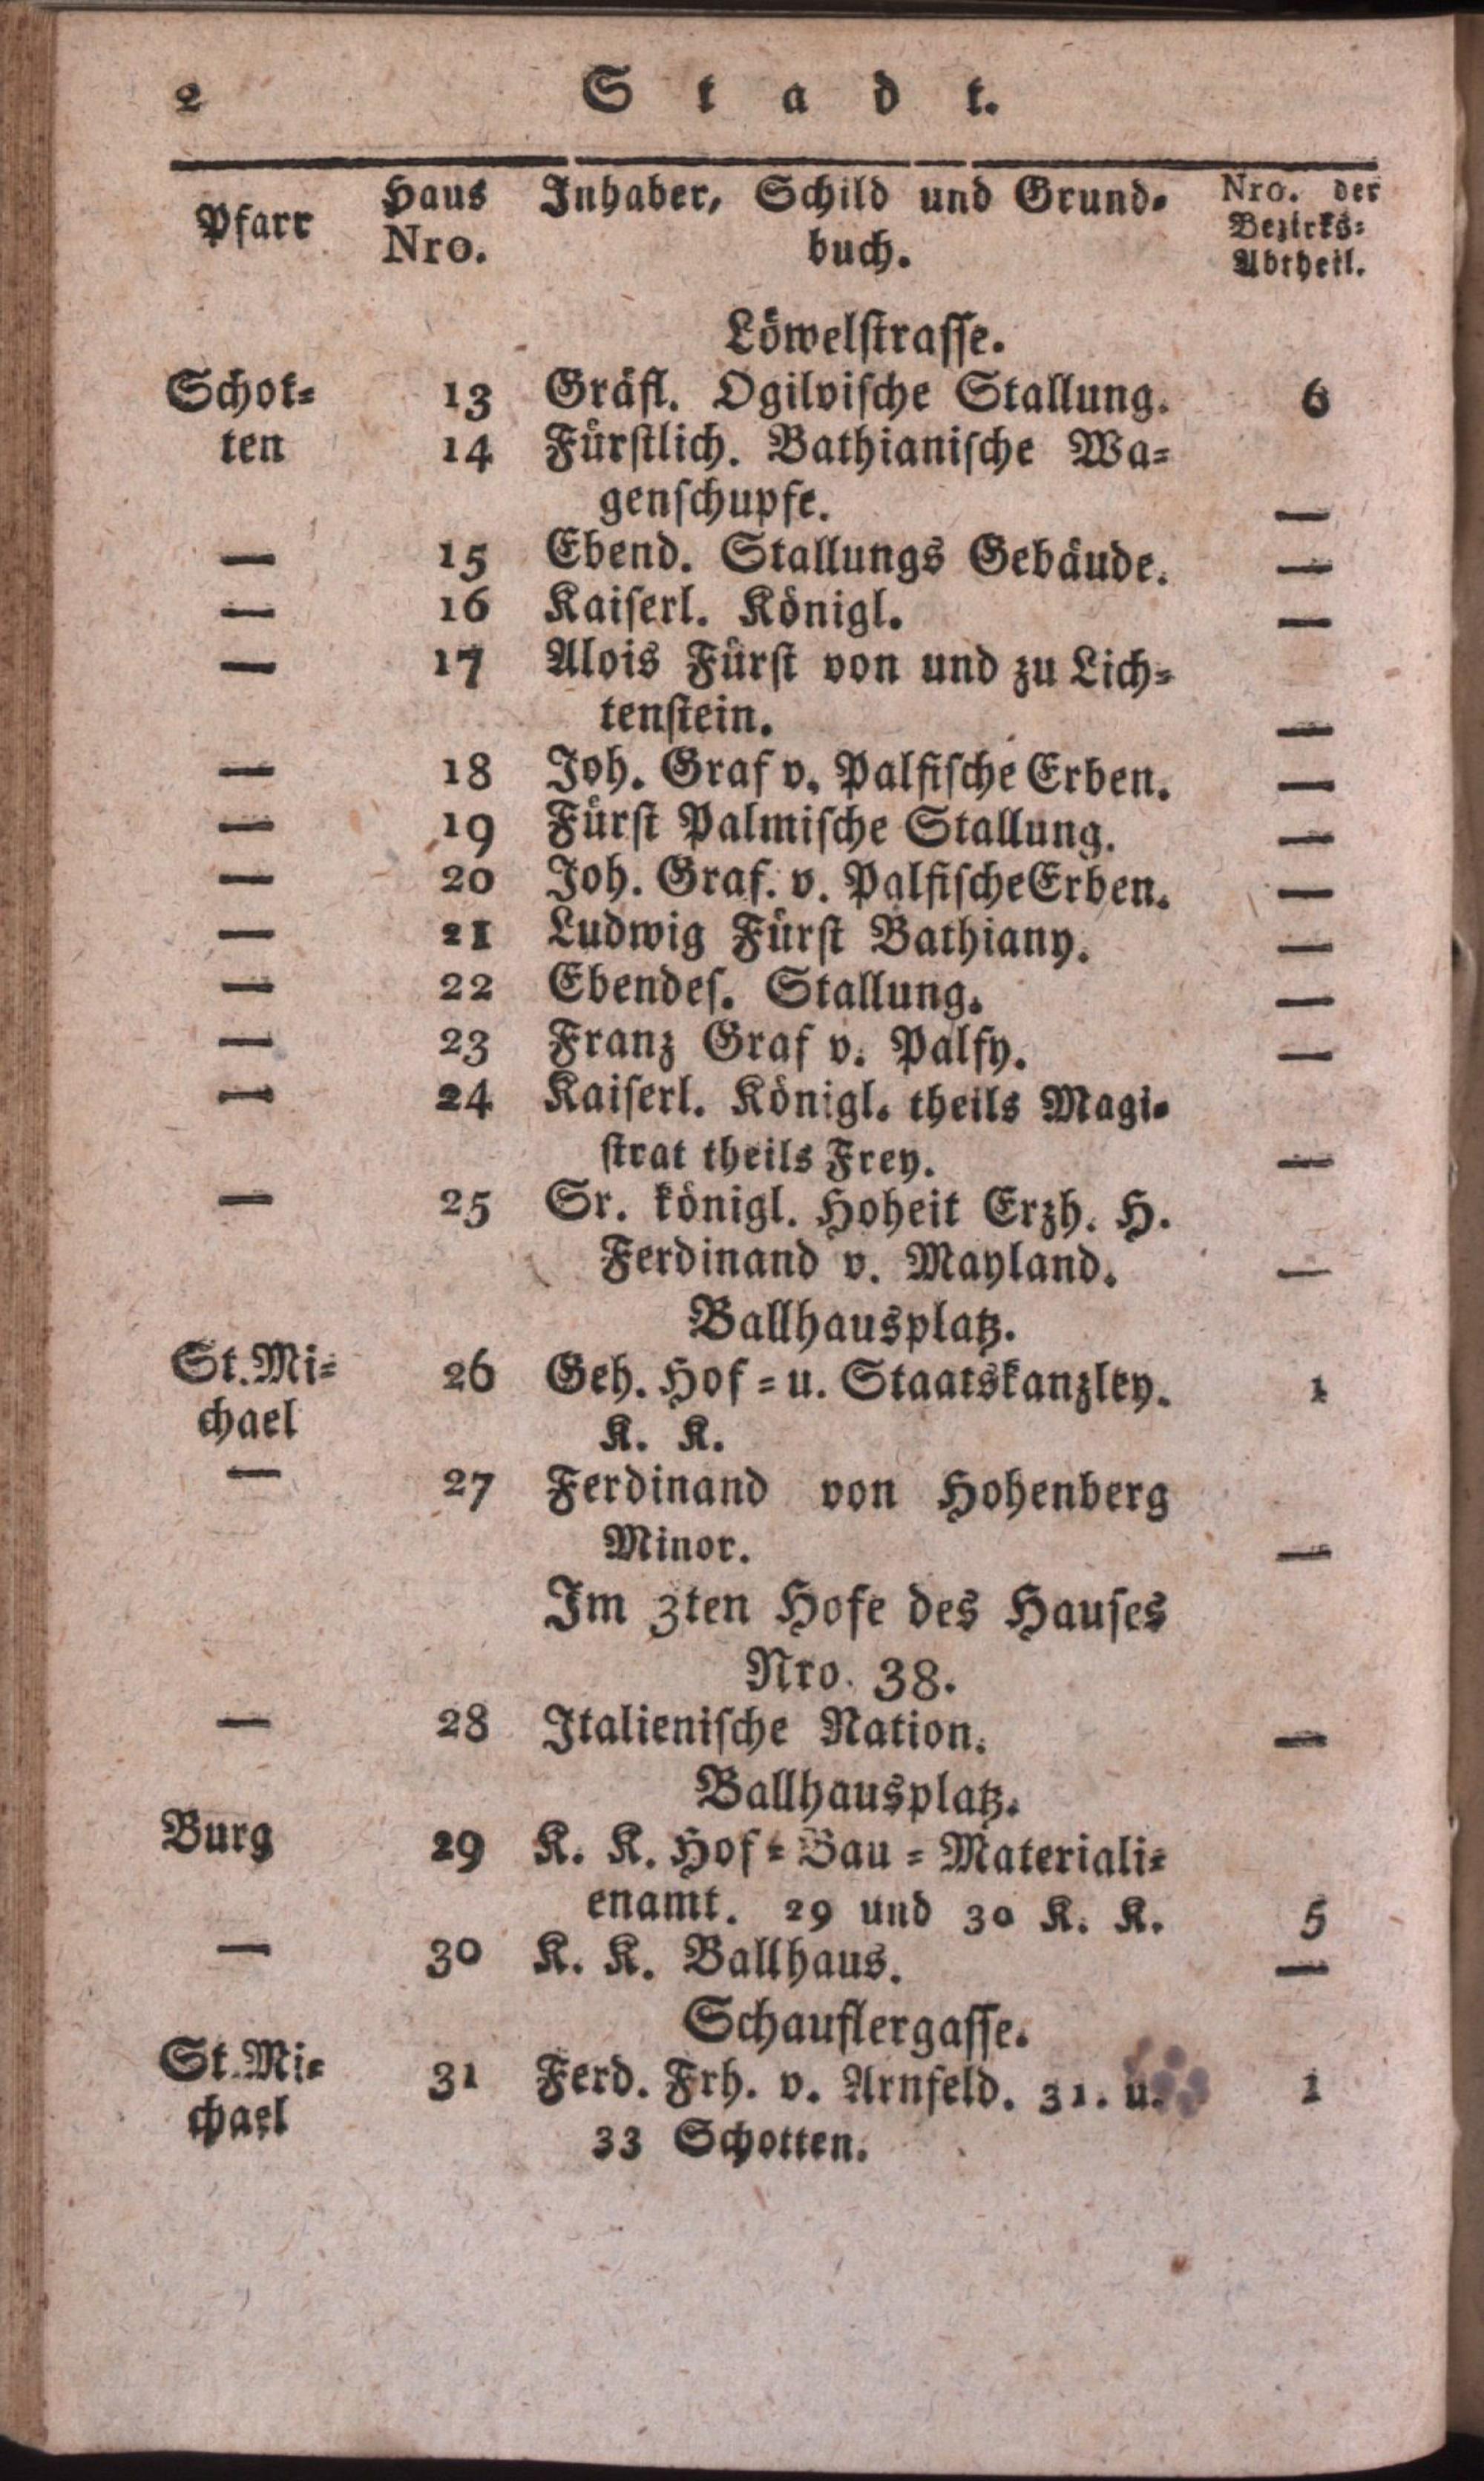 2 Stadt.
Pfarr Haus Nro. Inhaber, Schild und Grund- buch. Nro. der Bezirks- Abtheil.
Löwelstrasse.
Schot- 13 Gräfl. Ogilvische Stallung. 6
ten 14 Fürstlich. Bathianische Wa-
genschupfe. —
— 15 Ebend. Stallungs Gebäude. —
— 16 Kaiserl. Königl. —
— 17 Alois Fürst von und zu Lich-
tenstein. —
— 18 Joh. Graf v. Palfische Erben. —
— 19 Fürst Palmische Stallung. —
— 20 Joh. Graf. v. Palfische Erben. —
— 21 Ludwig Fürst Bathiany. —
— 22 Ebendes. Stallung. —
— 23 Franz Graf v. Palfy. —
— 24 Kaiserl. Königl. theils Magi-
strat theils Frey. —
— 25 Sr. königl. Hoheit Erzh. H.
Ferdinand v. Mayland. —
Ballhausplatz.
St. Mi- 26 Geh. Hof- u. Staatskanzley. 1
chael K. K.
— 27 Ferdinand von Hohenberg
Minor. —
Im 3ten Hofe des Hauses
Nro. 38.
— 28 Italienische Nation. —
Ballhausplatz.
Burg 29 K. K. Hof-Bau-Materiali-
enamt. 29 und 30 K. K. 5
— 30 K. K. Ballhaus. —
Schauflergasse.
St. Mi- 31 Ferd. Frh. v. Arnfeld. 31. u. 1
chael 33 Schotten.